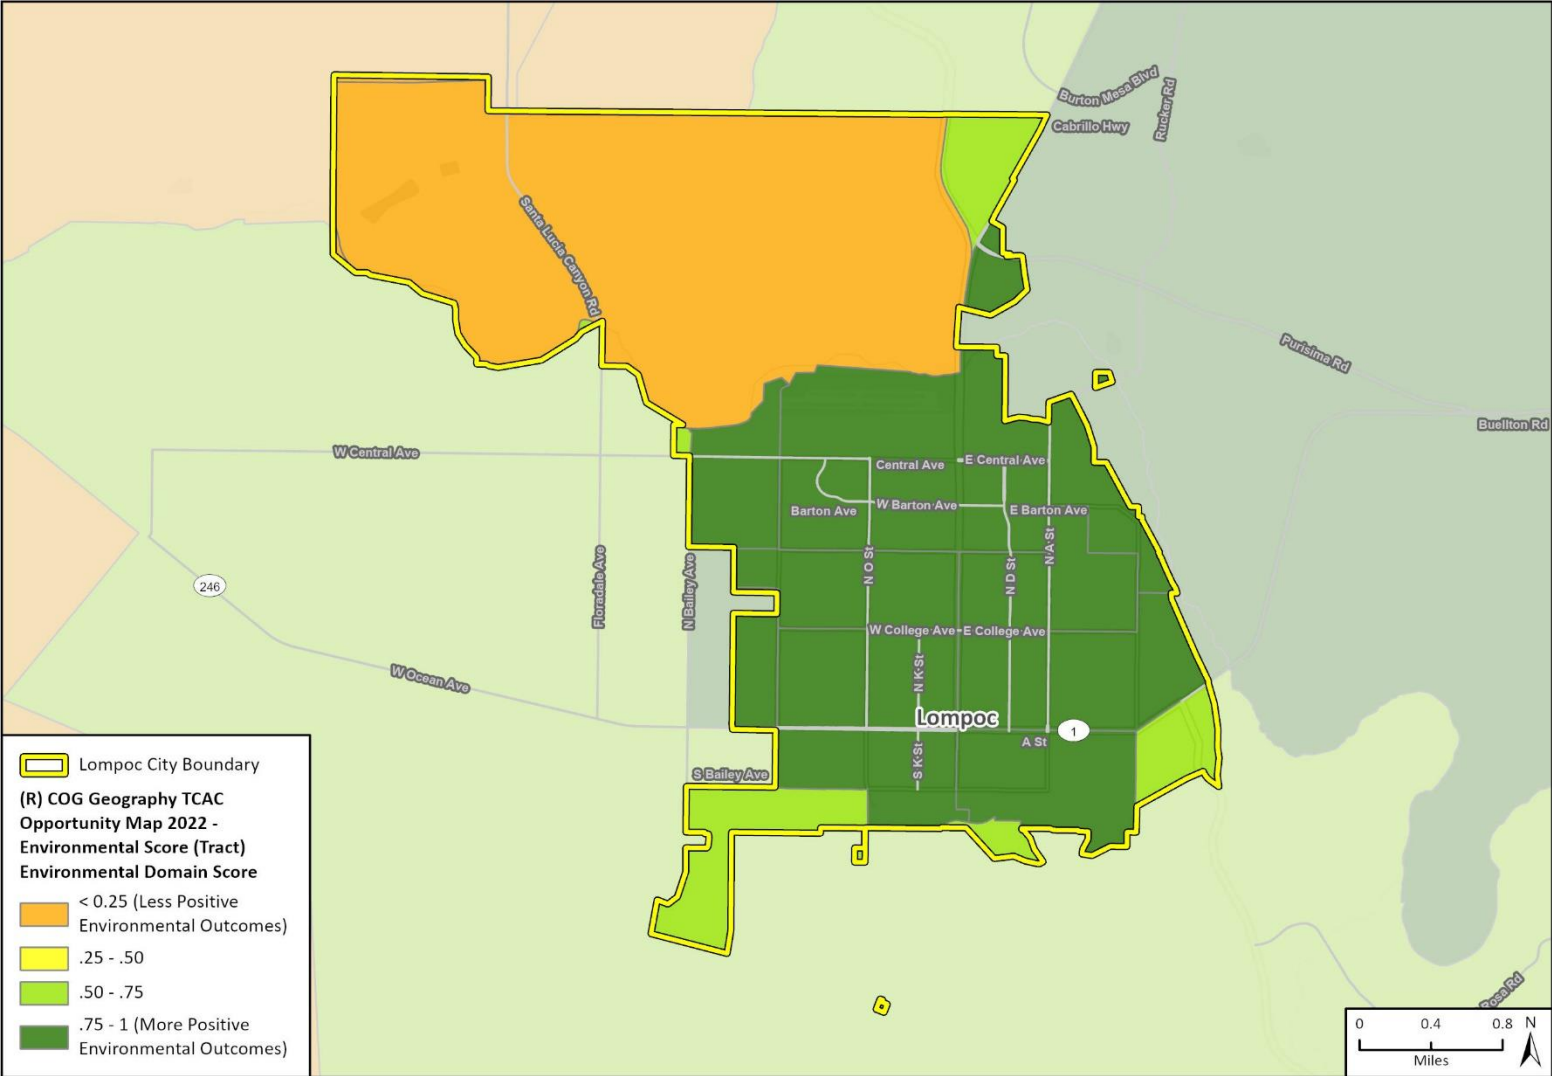 Burton Mesa Blvd
Rucker Rd
Cabrillo Hwy
Santa Lucia Canyon Rd
Purisima Rd
Buellton Rd
W Central Ave
Central Ave
E Central Ave
Barton Ave
W Barton Ave
E Barton Ave
N O St
N D St
N A St
Floradale Ave
N Bailey Ave
246
W College Ave
E College Ave
N K St
W Ocean Ave
Lompoc
1
A St
S K St
S Bailey Ave
Lompoc City Boundary
(R) COG Geography TCAC
Opportunity Map 2022 -
Environmental Score (Tract)
Environmental Domain Score
< 0.25 (Less Positive
Environmental Outcomes)
.25 - .50
.50 - .75
.75 - 1 (More Positive
Environmental Outcomes)
Rosa Rd
0 0.4 0.8 N
Miles